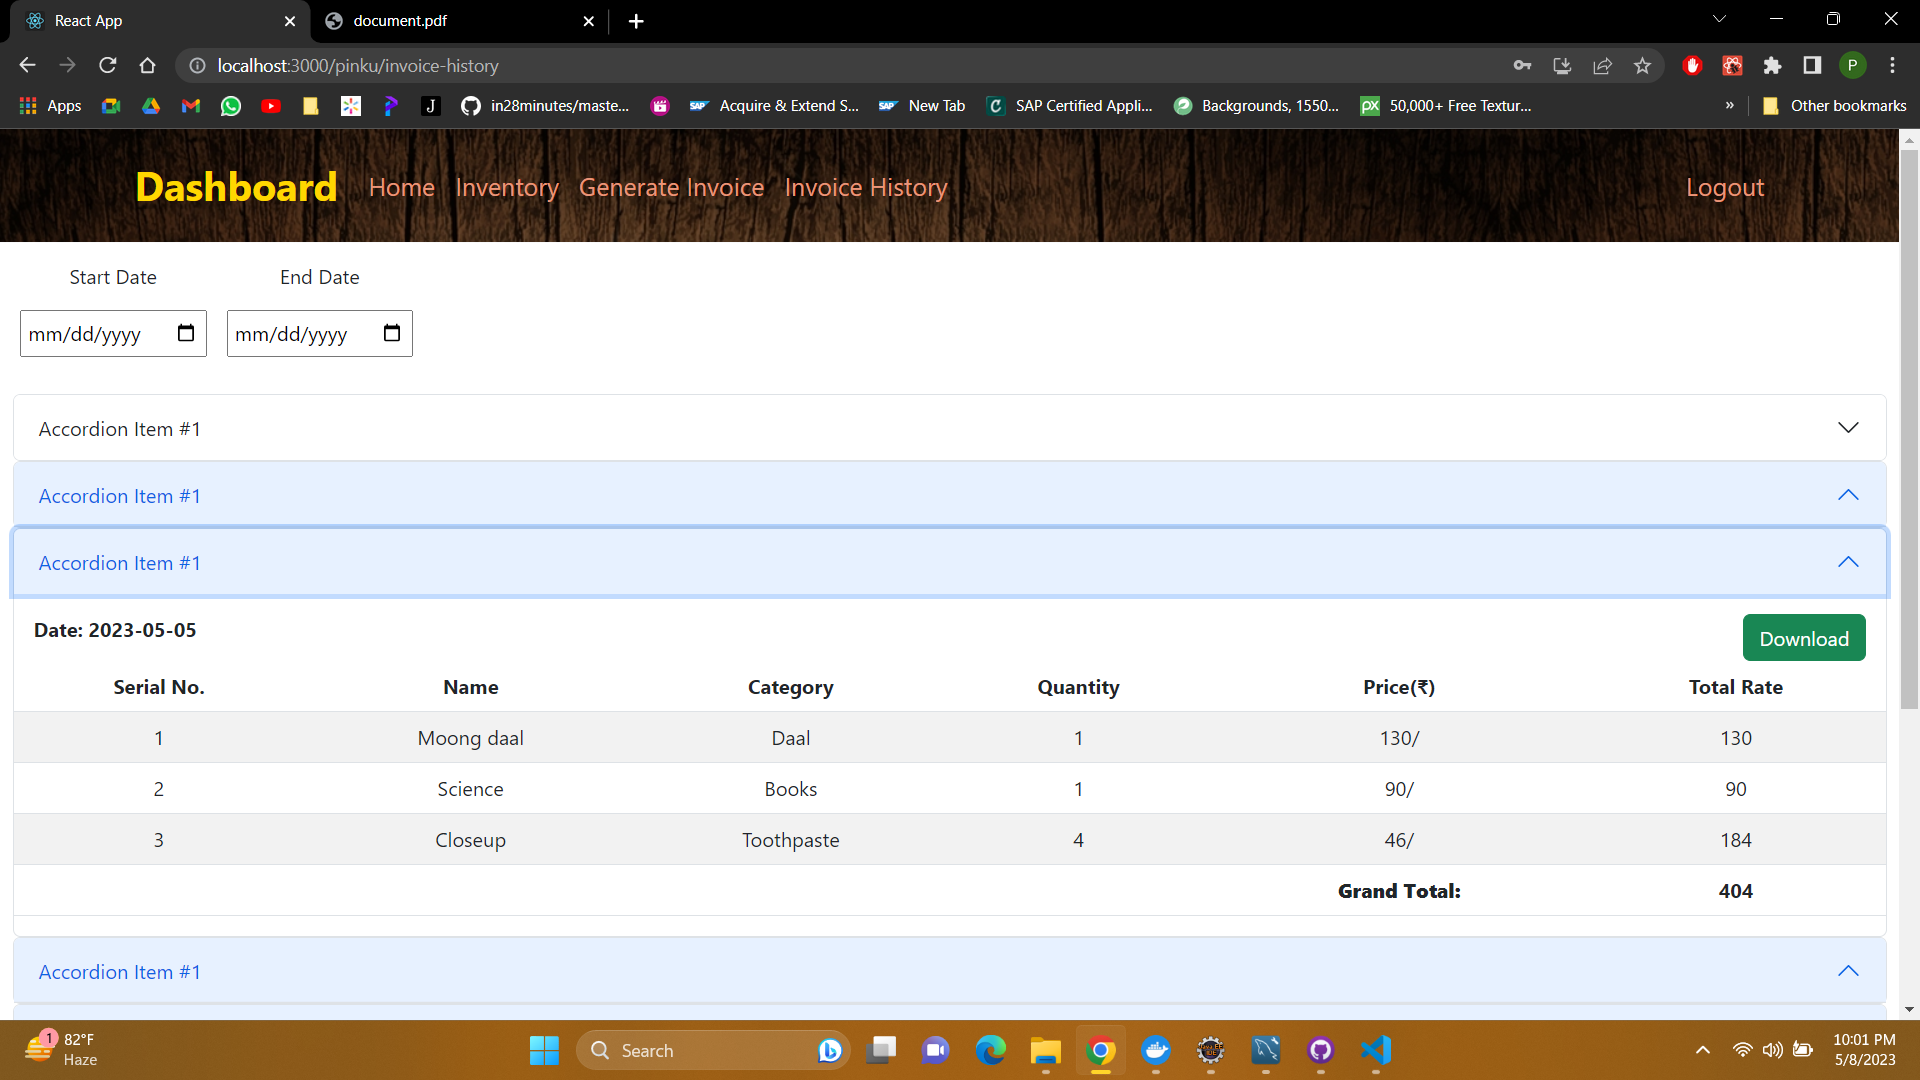 React App
document.pdf
localhost:3000/pinku/invoice-history
P
Apps
J
in28minutes/maste...
SAP
Acquire & Extend S...
SAP
New Tab
C
SAP Certified Appli...
Backgrounds, 1550...
px
50,000+ Free Textur...
»
Other bookmarks
Dashboard Home Inventory Generate Invoice Invoice History Logout
Start Date End Date
mm/dd/yyyy mm/dd/yyyy
Accordion Item #1
Accordion Item #1
Accordion Item #1
Date: 2023-05-05 Download
Serial No. Name Category Quantity Price(₹) Total Rate
1 Moong daal Daal 1 130/ 130
2 Science Books 1 90/ 90
3 Closeup Toothpaste 4 46/ 184
Grand Total: 404
Accordion Item #1
1
82°F
Haze
Search
10:01 PM
5/8/2023